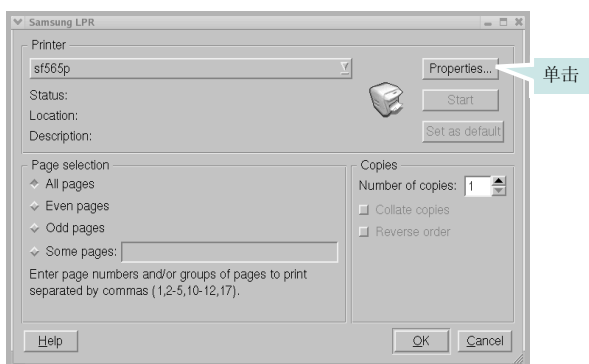 Samsung LPR
Printer
sf565p
Properties...
单击
Status:
Start
Location:
Set as default
Description:
Page selection
All pages
Even pages
Odd pages
Some pages:
Enter page numbers and/or groups of pages to print
separated by commas (1,2-5,10-12,17).
Copies
Number of copies: 1
Collate copies
Reverse order
Help
OK
Cancel